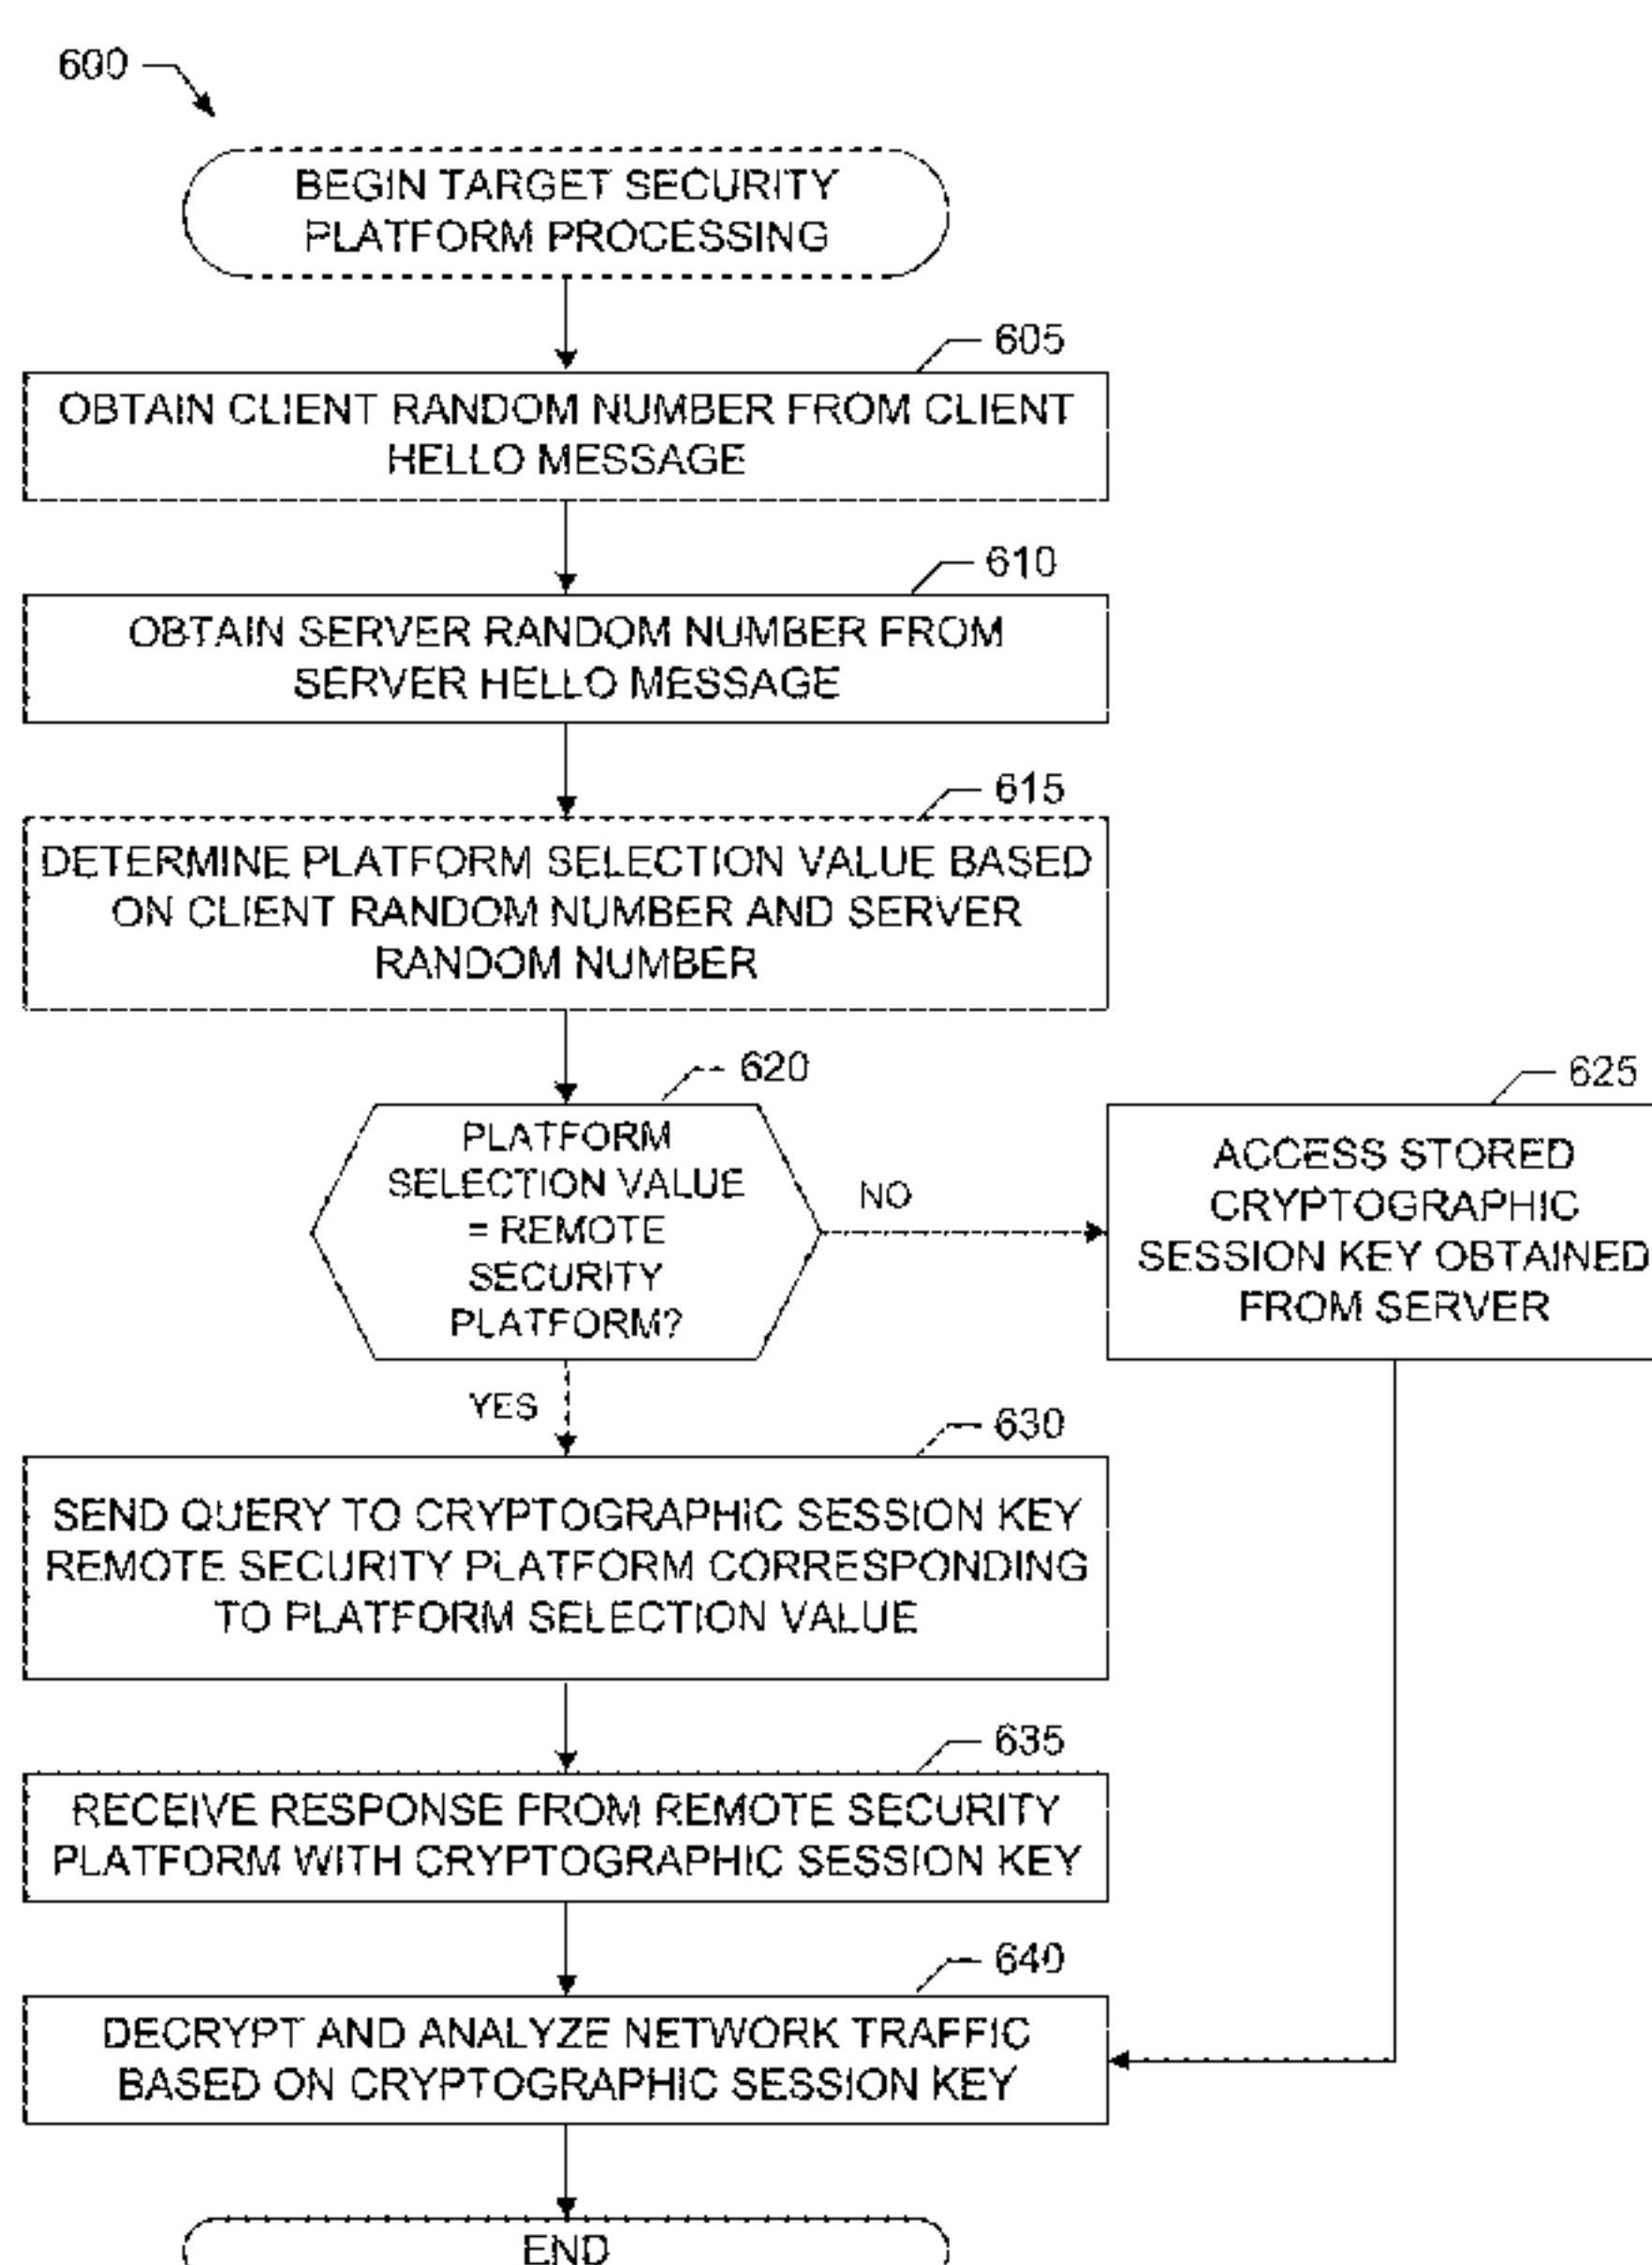 600
BEGIN TARGET SECURITY
PLATFORM PROCESSING
605
OBTAIN CLIENT RANDOM NUMBER FROM CLIENT
HELLO MESSAGE
610
OBTAIN SERVER RANDOM NUMBER FROM
SERVER HELLO MESSAGE
615
DETERMINE PLATFORM SELECTION VALUE BASED
ON CLIENT RANDOM NUMBER AND SERVER
RANDOM NUMBER
620
PLATFORM
SELECTION VALUE
= REMOTE
SECURITY
PLATFORM?
NO
625
ACCESS STORED
CRYPTOGRAPHIC
SESSION KEY OBTAINED
FROM SERVER
YES
630
SEND QUERY TO CRYPTOGRAPHIC SESSION KEY
REMOTE SECURITY PLATFORM CORRESPONDING
TO PLATFORM SELECTION VALUE
635
RECEIVE RESPONSE FROM REMOTE SECURITY
PLATFORM WITH CRYPTOGRAPHIC SESSION KEY
640
DECRYPT AND ANALYZE NETWORK TRAFFIC
BASED ON CRYPTOGRAPHIC SESSION KEY
END